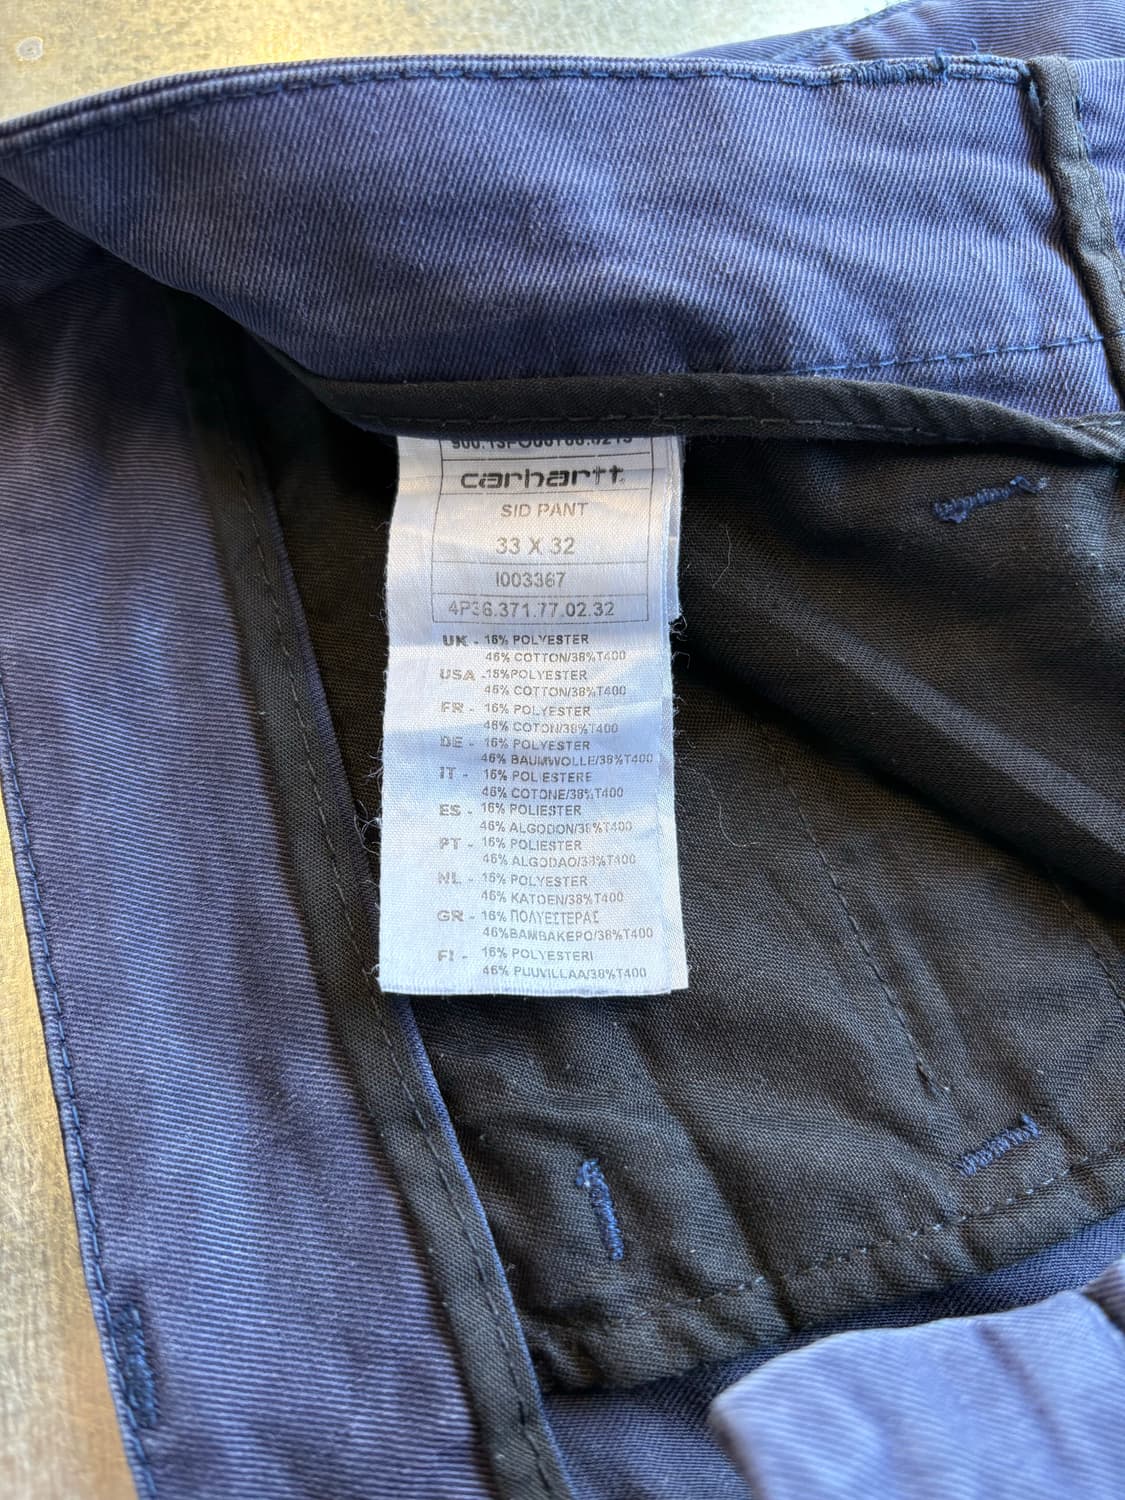 carhartt
SID PANT
33 X 32
I003367
4P36.371.77.02.32
UK - 16% POLYESTER
46% COTTON/38%T400
USA - 16%POLYESTER
46% COTTON/38%T400
FR - 16% POLYESTER
46% COTON/38%T400
DE - 16% POLYESTER
46% BAUMWOLLE/38%T400
IT - 16% POLIESTERE
46% COTONE/38%T400
ES - 16% POLIESTER
46% ALGODON/38%T400
PT - 16% POLIESTER
46% ALGODAO/38%T400
NL - 16% POLYESTER
46% KATOEN/38%T400
GR - 16% ΠΟΛΥΕΣΤΕΡΑΣ
46%ΒΑΜΒΑΚΕΡΟ/38%T400
FI - 16% POLYESTERI
46% PUUVILLAA/38%T400